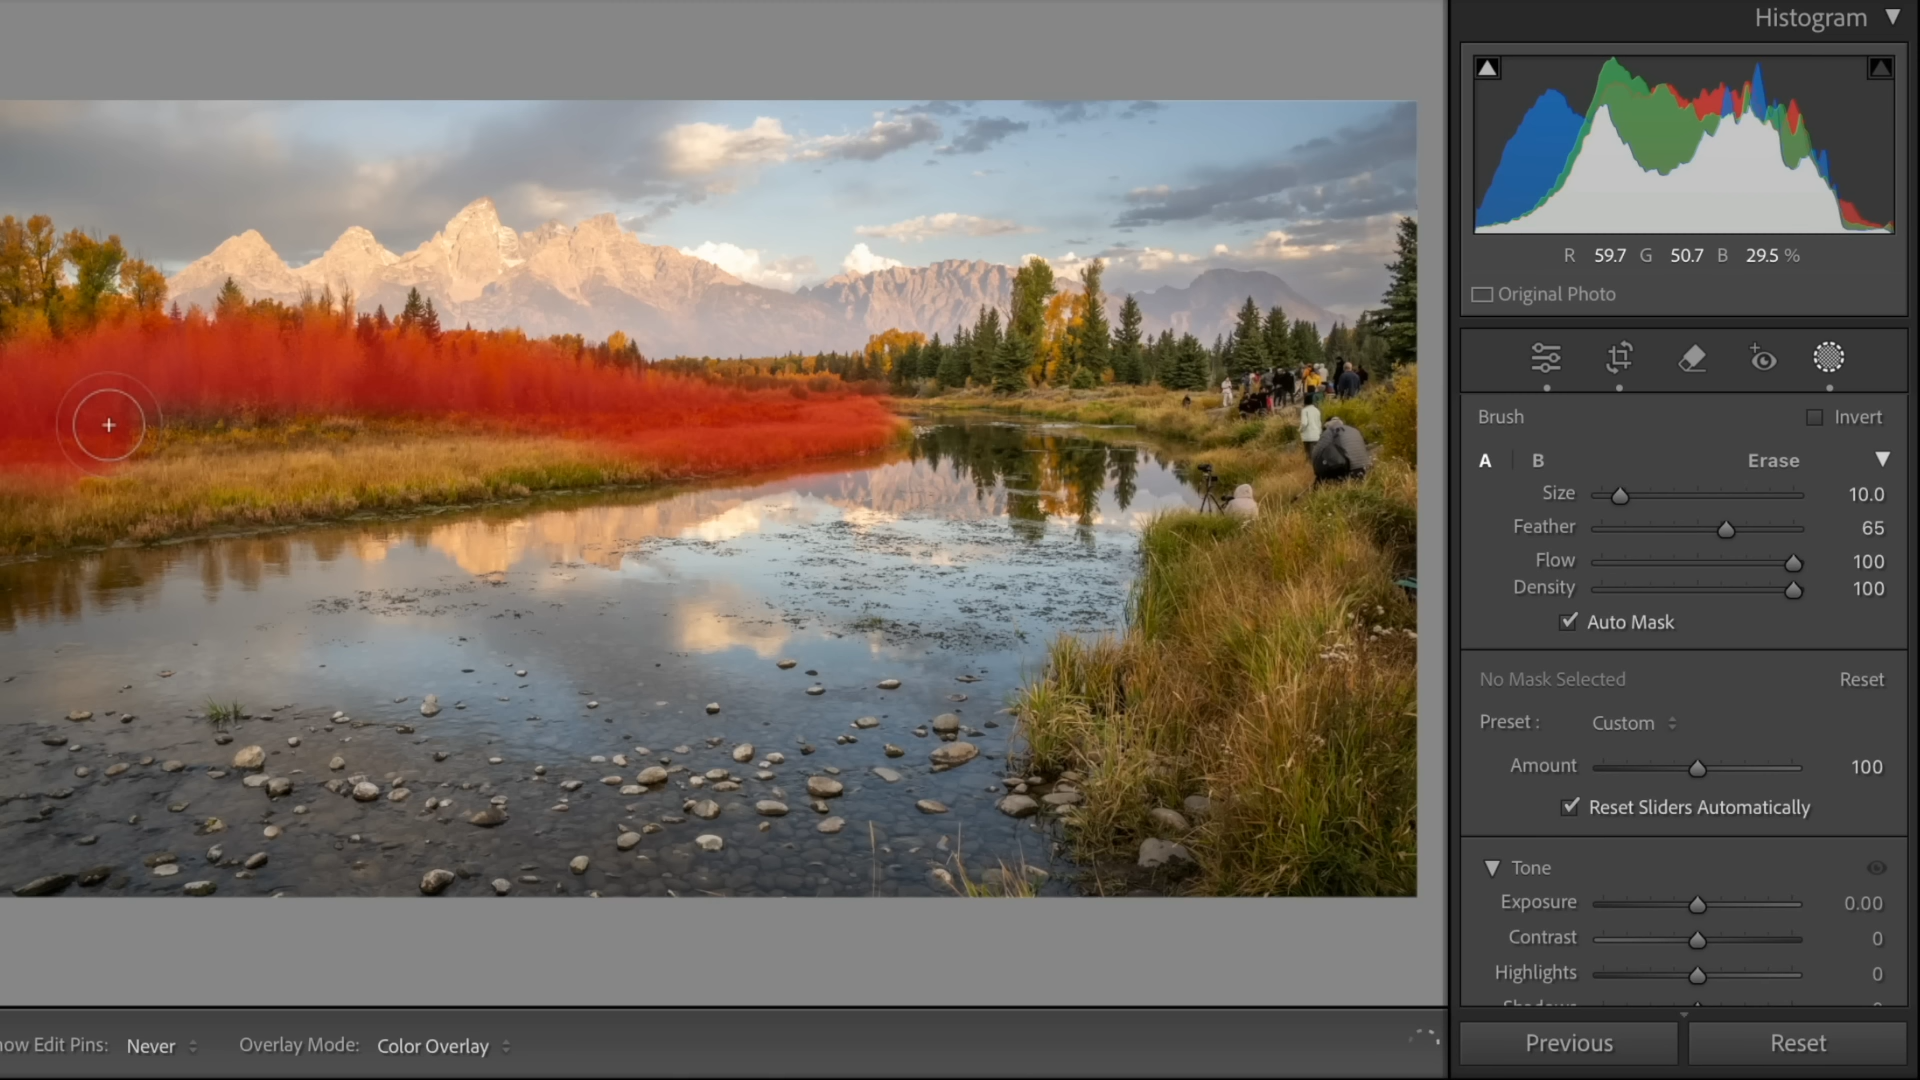 Histogram
R 59.7 G 50.7 B 29.5 %
Original Photo
Brush Invert
A B Erase
Size 10.0
Feather 65
Flow 100
Density 100
Auto Mask
No Mask Selected Reset
Preset : Custom
Amount 100
Reset Sliders Automatically
Tone
Exposure 0.00
Contrast 0
Highlights 0
Shadows
Previous Reset
ow Edit Pins: Never Overlay Mode: Color Overlay